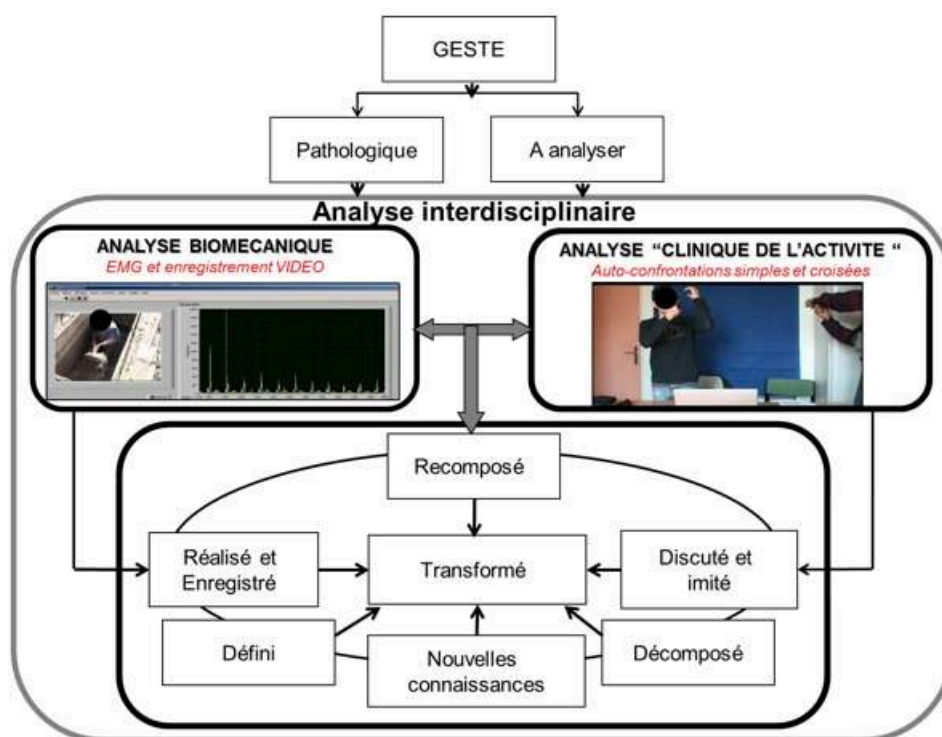 GESTE
Pathologique
A analyser
Analyse interdisciplinaire
ANALYSE BIOMECANIQUE
EMG et enregistrement VIDEO
ANALYSE “CLINIQUE DE L'ACTIVITE “
Auto-confrontations simples et croisées
Recomposé
Réalisé et
Enregistré
Transformé
Discuté et
imité
Défini
Nouvelles
connaissances
Décomposé